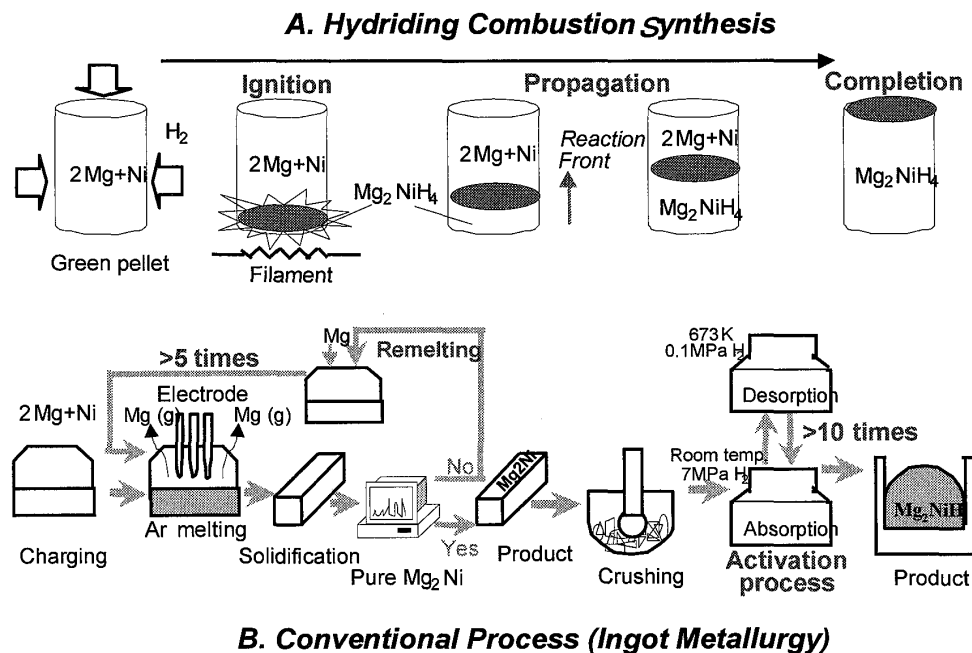 A. Hydriding Combustion Synthesis
Ignition
Propagation
Completion
H2
2Mg+Ni
2Mg+Ni
2Mg+Ni
Reaction
Front
2Mg+Ni
Mg2NiH4
Mg2NiH4
Mg2NiH4
Green pellet
Filament
Mg
Remelting
>5 times
Electrode
Mg (g)
Mg (g)
2Mg+Ni
673K
0.1MPa H2
Desorption
>10 times
Room temp.
7MPa H2
No
Mg2Ni
Mg2NiH
Ar melting
Absorption
Charging
Solidification
Yes
Product
Pure Mg2Ni
Crushing
Activation
process
Product
B. Conventional Process (Ingot Metallurgy)